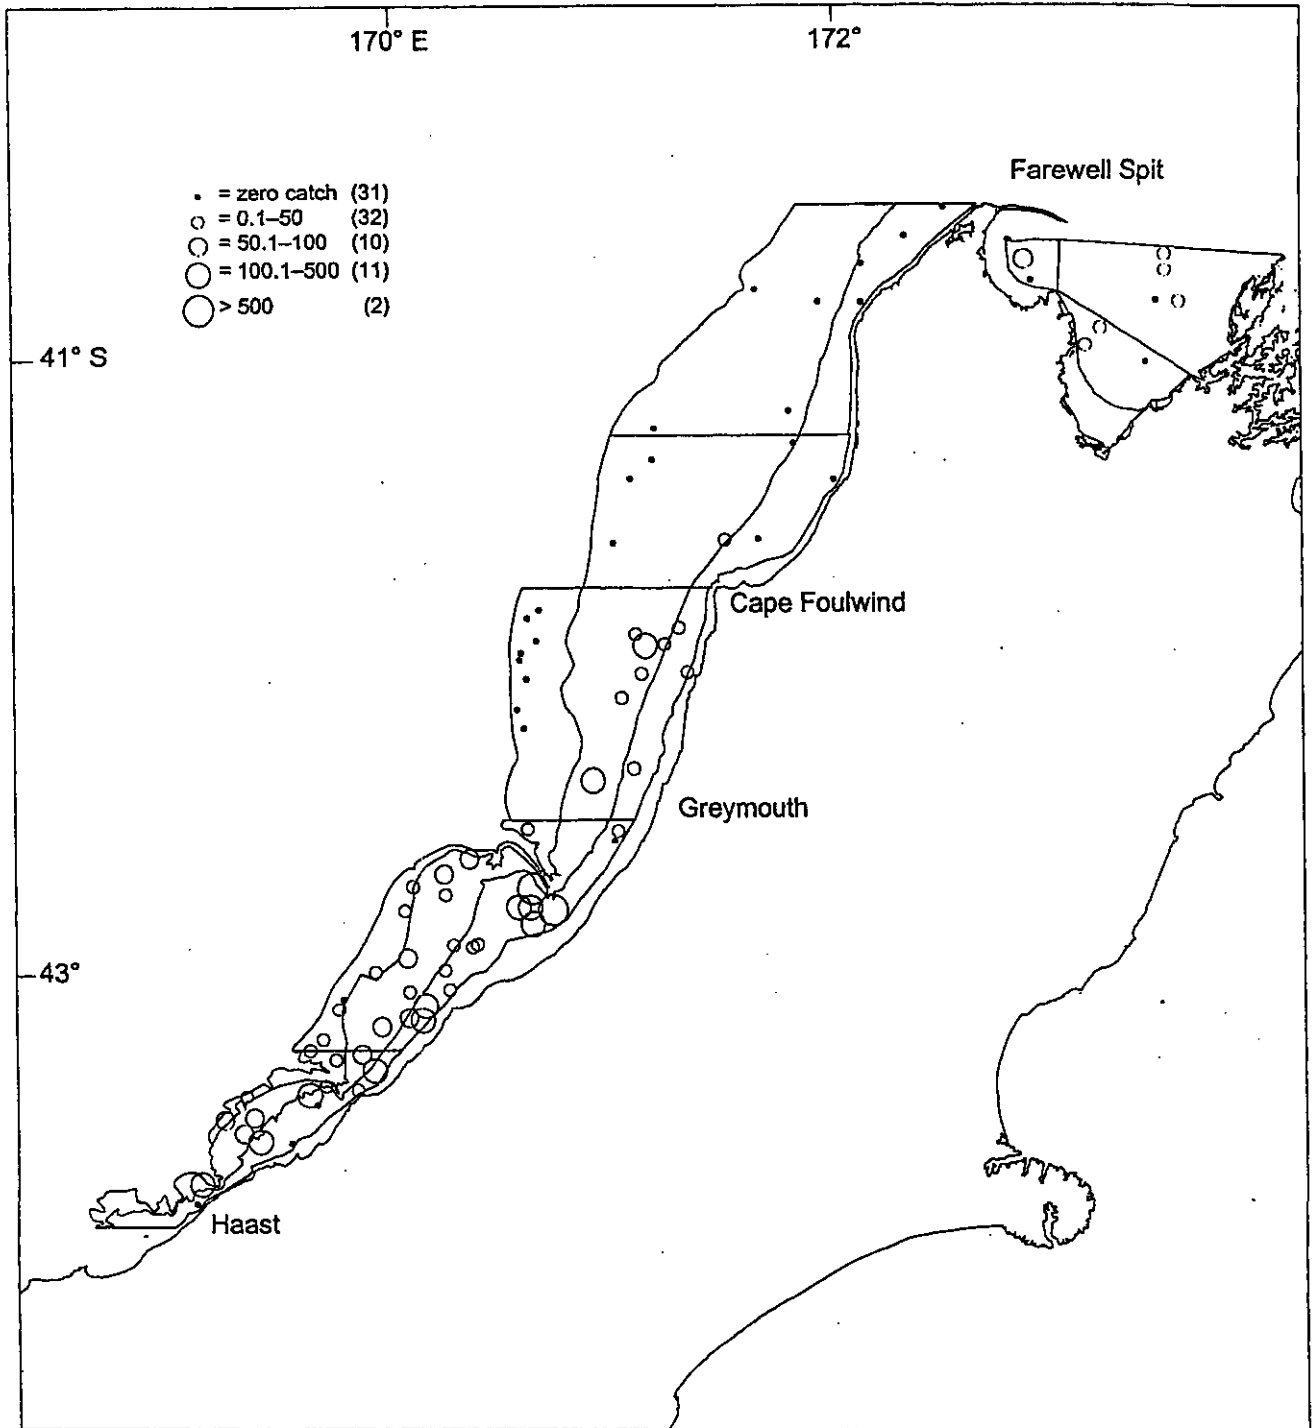 170° E
172°
Farewell Spit
• = zero catch (31)
= 0.1–50 (32)
= 50.1–100 (10)
= 100.1–500 (11)
> 500 (2)
41° S
Cape Foulwind
Greymouth
43°
Haast